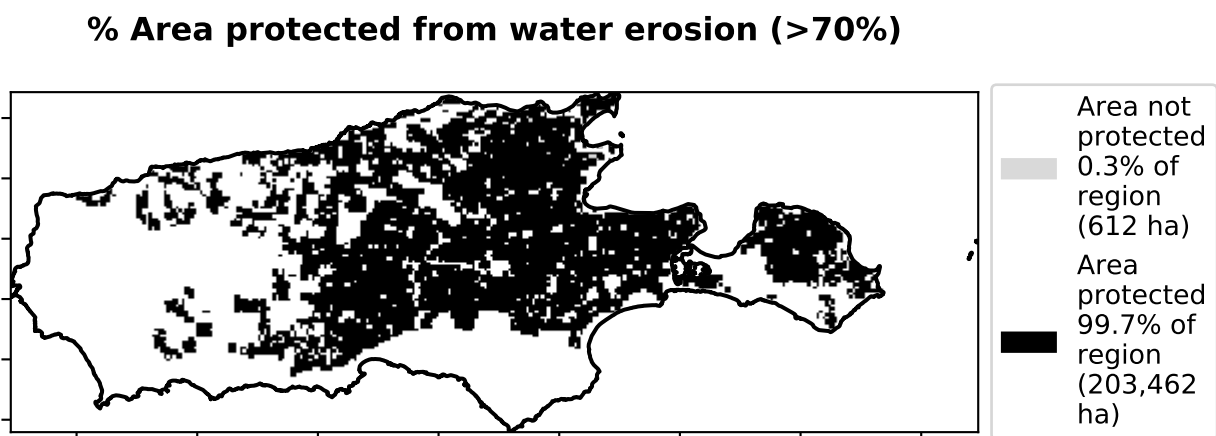 % Area protected from water erosion (>70%)
Area not
protected
0.3% of
region
(612 ha)
Area
protected
99.7% of
region
(203,462
ha)